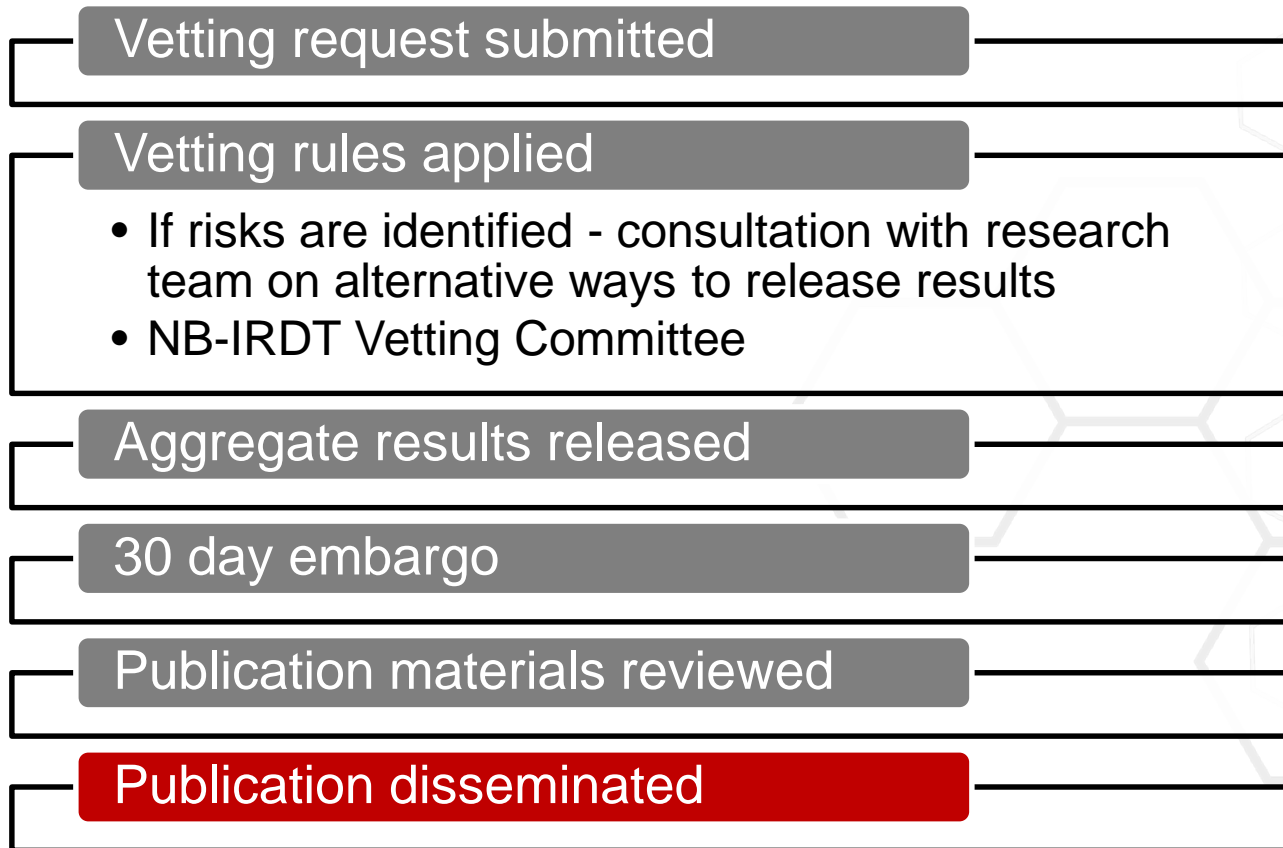 Vetting request submitted
Vetting rules applied
• If risks are identified - consultation with research
team on alternative ways to release results
• NB-IRDT Vetting Committee
Aggregate results released
30 day embargo
Publication materials reviewed
Publication disseminated